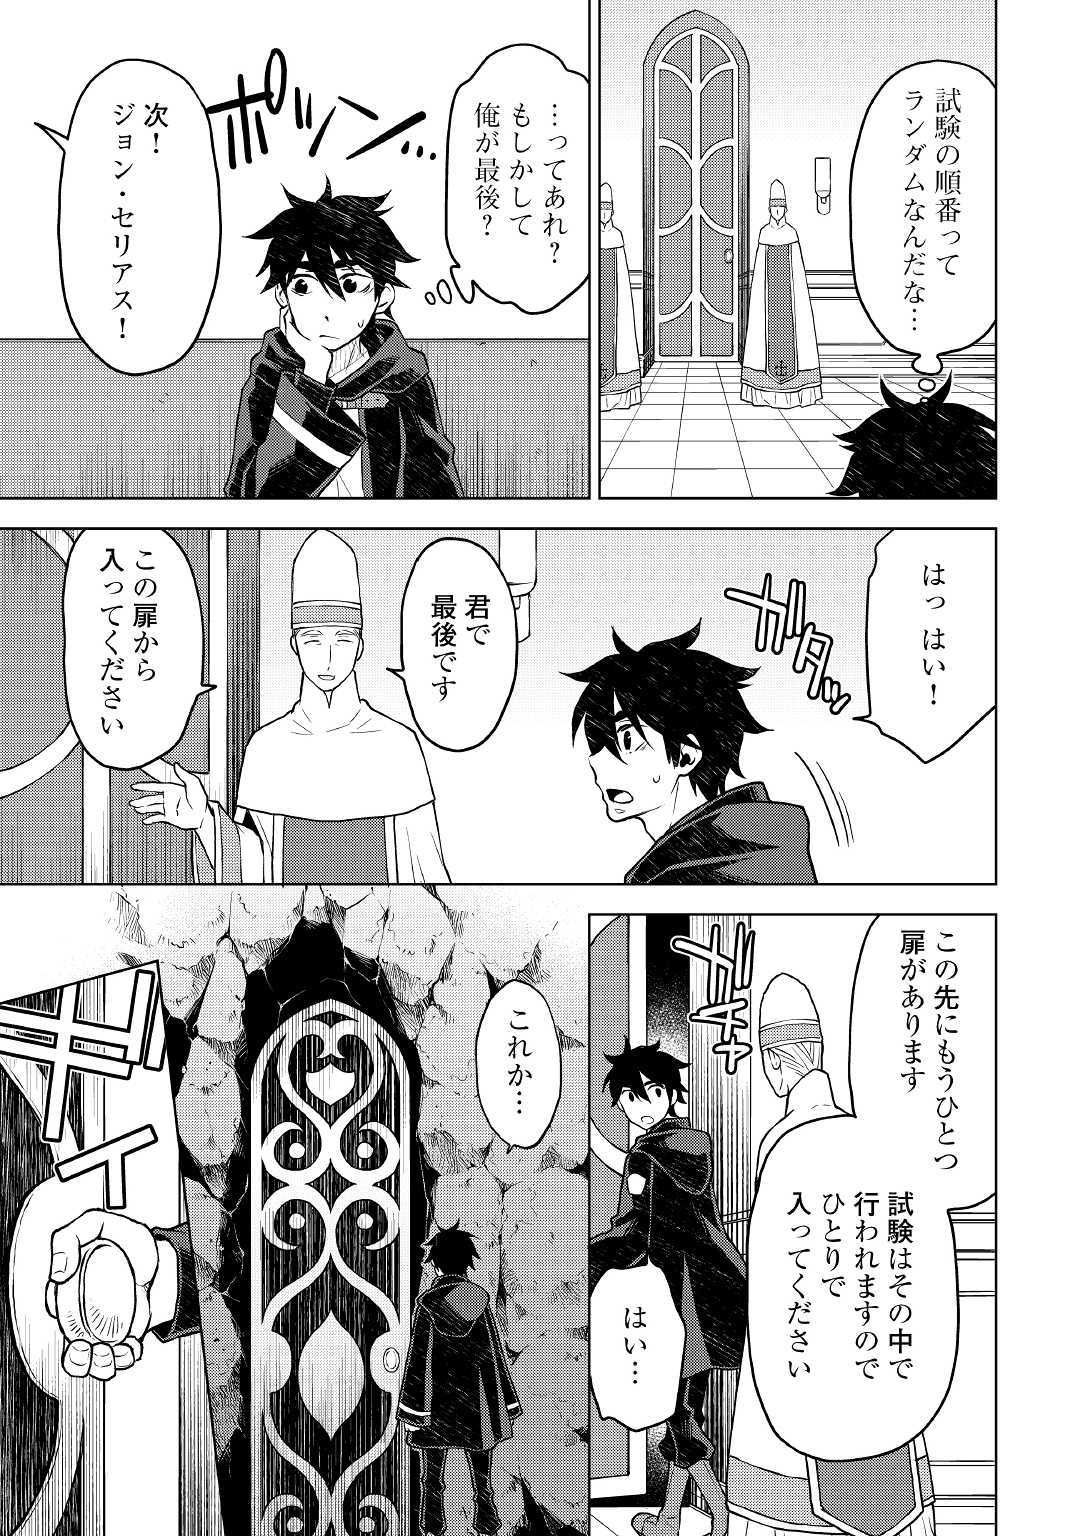 試験の順番って
ランダムなんだな…
…ってあれ？
もしかして
俺が最後？
ポツン…
次！
ジョン・セリアス！
はっ はい！
ガタッ
君で
最後です
この扉から
入ってください
この先にもうひとつ
扉があります
試験はその中で
行われますので
ひとりで
入ってください
ガチャ
はい…
これか…
ギイ